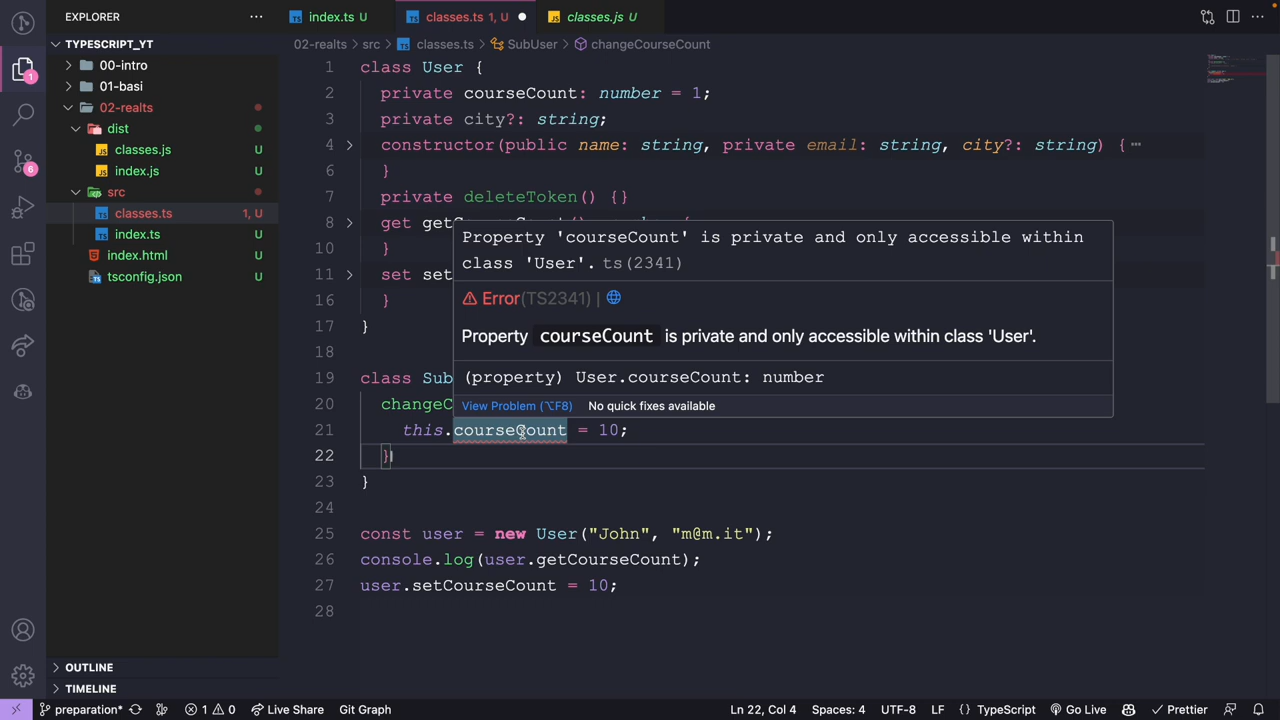 EXPLORER
TYPESCRIPT_YT
00-intro
01-basi
02-realts
dist
classes.js U
index.js U
src
classes.ts 1, U
index.ts U
index.html U
tsconfig.json U
OUTLINE
TIMELINE
1
6
index.ts U
classes.ts 1, U
classes.js U
02-realts > src > classes.ts > SubUser > changeCourseCount
1 class User {
2 private courseCount: number = 1;
3 private city?: string;
4 constructor(public name: string, private email: string, city?: string) {
6 }
7 private deleteToken() {}
8 get
10 }
11 set set
16 }
17 }
18
19 class Sub
20 changeC
21 this.courseCount = 10;
22 }
23 }
24
25 const user = new User("John", "m@m.it");
26 console.log(user.getCourseCount);
27 user.setCourseCount = 10;
28
Property 'courseCount' is private and only accessible within
class 'User'. ts(2341)
Error(TS2341) |
Property courseCount is private and only accessible within class 'User'.
(property) User.courseCount: number
View Problem (⌥F8) No quick fixes available
preparation* 1 0 Live Share Git Graph Ln 22, Col 4 Spaces: 4 UTF-8 LF {} TypeScript Go Live Prettier